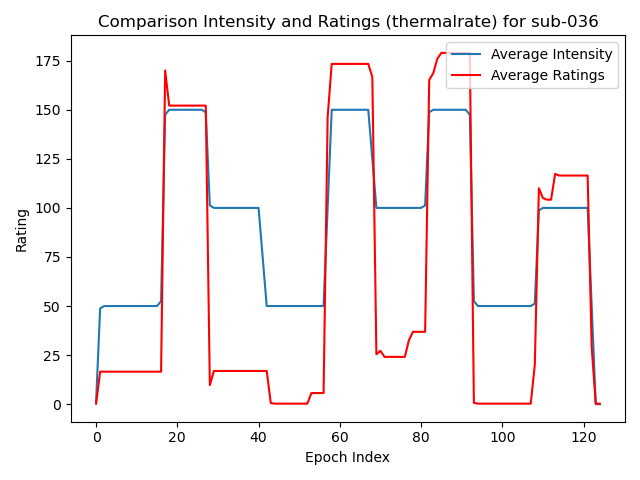 Comparison Intensity and Ratings (thermalrate) for sub-036
Average Intensity
Average Ratings
Rating
175
150
125
100
75
50
25
0
0 20 40 60 80 100 120
Epoch Index